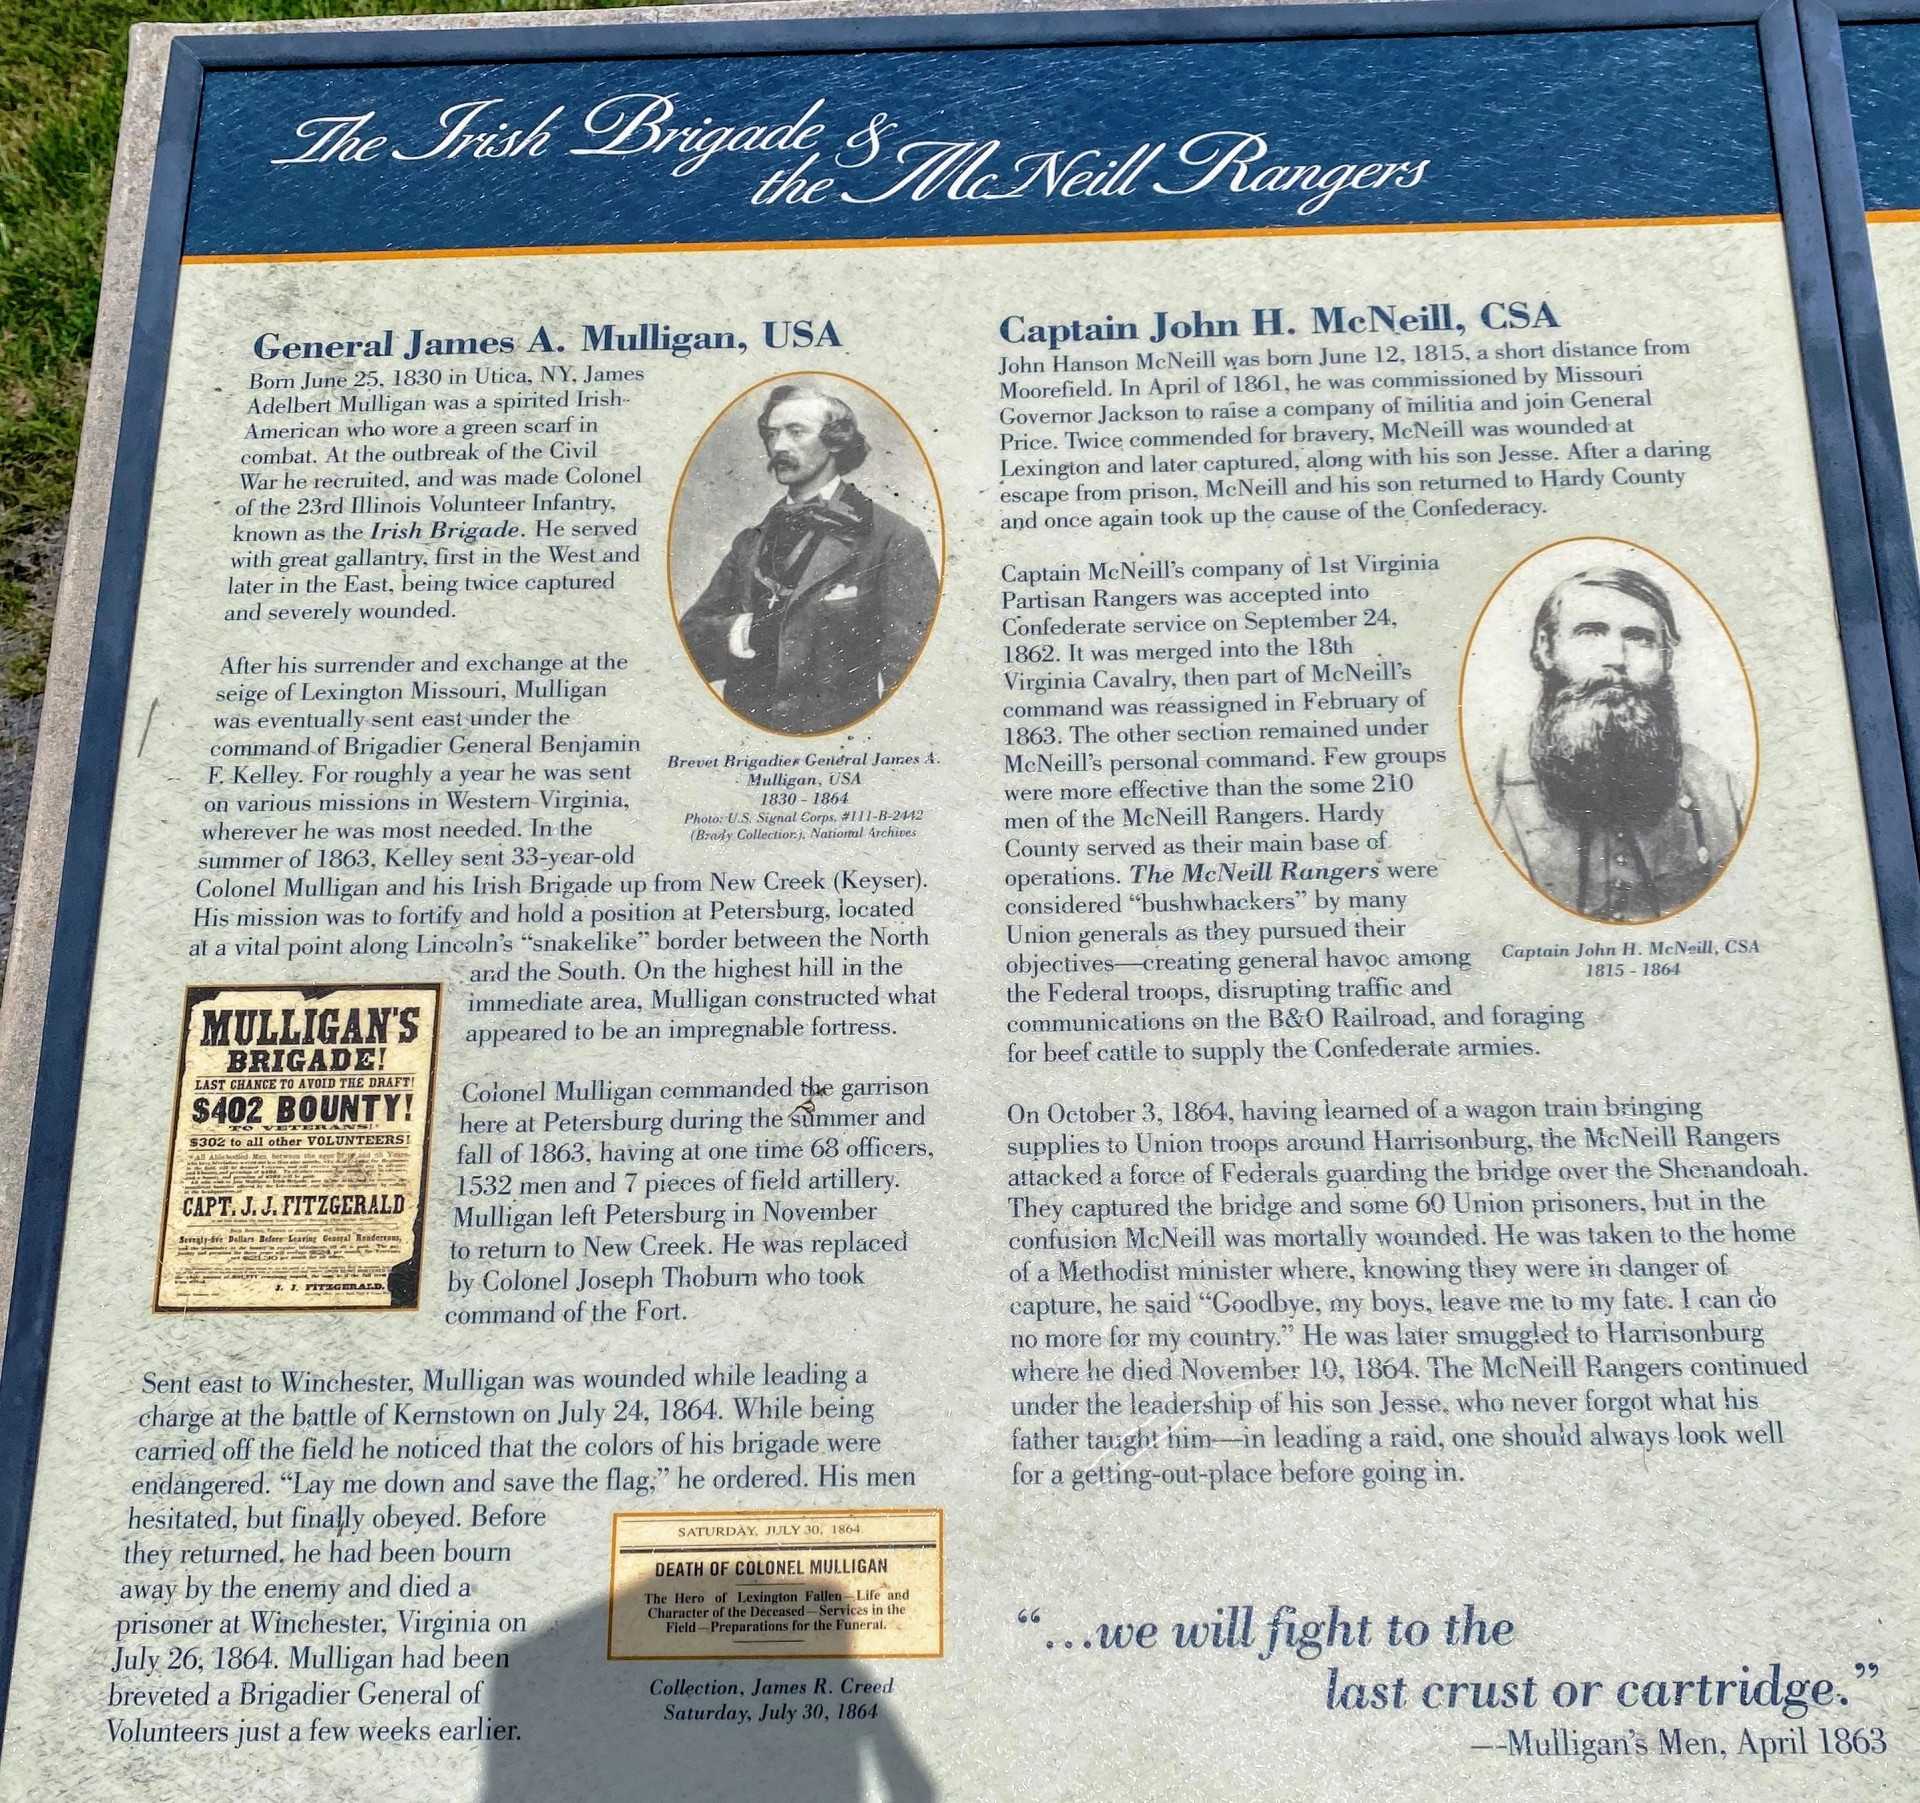 The Irish Brigade &
the McNeill Rangers
General James A. Mulligan, USA
Born June 25, 1830 in Utica, NY, James
Adelbert Mulligan was a spirited Irish-
American who wore a green scarf in
combat. At the outbreak of the Civil
War he recruited, and was made Colonel
of the 23rd Illinois Volunteer Infantry,
known as the Irish Brigade. He served
with great gallantry, first in the West and
later in the East, being twice captured
and severely wounded.
After his surrender and exchange at the
seige of Lexington Missouri, Mulligan
was eventually sent east under the
command of Brigadier General Benjamin
F. Kelley. For roughly a year he was sent
on various missions in Western Virginia,
wherever he was most needed. In the
summer of 1863, Kelley sent 33-year-old
Colonel Mulligan and his Irish Brigade up from New Creek (Keyser).
His mission was to fortify and hold a position at Petersburg, located
at a vital point along Lincoln's "snakelike" border between the North
and the South. On the highest hill in the
immediate area, Mulligan constructed what
appeared to be an impregnable fortress.
Brevet Brigadier General James A.
Mulligan, USA
1830 - 1864
Photo: U.S. Signal Corps, #111-B-2442
(Brady Collection), National Archives
MULLIGAN'S
BRIGADE!
LAST CHANCE TO AVOID THE DRAFT!
$402 BOUNTY!
TO VETERANS!
$302 to all other VOLUNTEERS!
All Able-bodied Men between the ages
CAPT. J. J. FITZGERALD
Seventy-five Dollars Before Leaving General Rendezvous,
J. J. FITZGERALD.
Colonel Mulligan commanded the garrison
here at Petersburg during the summer and
fall of 1863, having at one time 68 officers,
1532 men and 7 pieces of field artillery.
Mulligan left Petersburg in November
to return to New Creek. He was replaced
by Colonel Joseph Thoburn who took
command of the Fort.
Sent east to Winchester, Mulligan was wounded while leading a
charge at the battle of Kernstown on July 24, 1864. While being
carried off the field he noticed that the colors of his brigade were
endangered. "Lay me down and save the flag," he ordered. His men
hesitated, but finally obeyed. Before
they returned, he had been bourn
away by the enemy and died a
prisoner at Winchester, Virginia on
July 26, 1864. Mulligan had been
breveted a Brigadier General of
Volunteers just a few weeks earlier.
SATURDAY, JULY 30, 1864.
DEATH OF COLONEL MULLIGAN
The Hero of Lexington Fallen—Life and
Character of the Deceased—Services in the
Field—Preparations for the Funeral.
Collection, James R. Creed
Saturday, July 30, 1864
Captain John H. McNeill, CSA
John Hanson McNeill was born June 12, 1815, a short distance from
Moorefield. In April of 1861, he was commissioned by Missouri
Governor Jackson to raise a company of militia and join General
Price. Twice commended for bravery, McNeill was wounded at
Lexington and later captured, along with his son Jesse. After a daring
escape from prison, McNeill and his son returned to Hardy County
and once again took up the cause of the Confederacy.
Captain McNeill's company of 1st Virginia
Partisan Rangers was accepted into
Confederate service on September 24,
1862. It was merged into the 18th
Virginia Cavalry, then part of McNeill's
command was reassigned in February of
1863. The other section remained under
McNeill's personal command. Few groups
were more effective than the some 210
men of the McNeill Rangers. Hardy
County served as their main base of
operations. The McNeill Rangers were
considered "bushwhackers" by many
Union generals as they pursued their
objectives—creating general havoc among
the Federal troops, disrupting traffic and
communications on the B&O Railroad, and foraging
for beef cattle to supply the Confederate armies.
Captain John H. McNeill, CSA
1815 - 1864
On October 3, 1864, having learned of a wagon train bringing
supplies to Union troops around Harrisonburg, the McNeill Rangers
attacked a force of Federals guarding the bridge over the Shenandoah.
They captured the bridge and some 60 Union prisoners, but in the
confusion McNeill was mortally wounded. He was taken to the home
of a Methodist minister where, knowing they were in danger of
capture, he said "Goodbye, my boys, leave me to my fate. I can do
no more for my country." He was later smuggled to Harrisonburg
where he died November 10, 1864. The McNeill Rangers continued
under the leadership of his son Jesse, who never forgot what his
father taught him—in leading a raid, one should always look well
for a getting-out-place before going in.
"...we will fight to the
last crust or cartridge."
—Mulligan's Men, April 1863